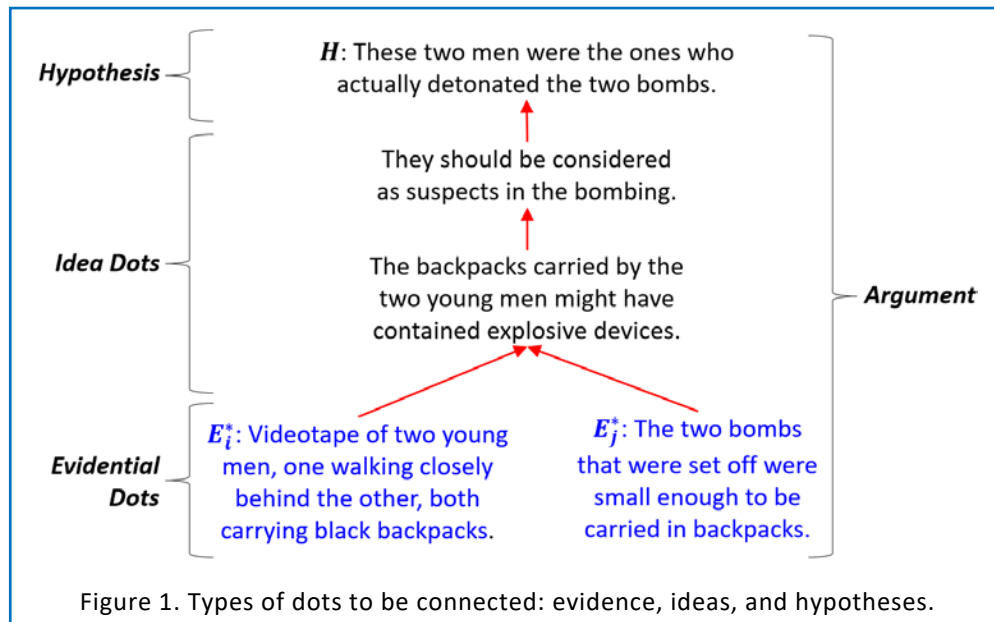 Hypothesis
H: These two men were the ones who
actually detonated the two bombs.
They should be considered
as suspects in the bombing.
Idea Dots
The backpacks carried by the
two young men might have
contained explosive devices.
Argument
Evidential
Dots
E*i: Videotape of two young
men, one walking closely
behind the other, both
carrying black backpacks.
E*j: The two bombs
that were set off were
small enough to be
carried in backpacks.
Figure 1. Types of dots to be connected: evidence, ideas, and hypotheses.